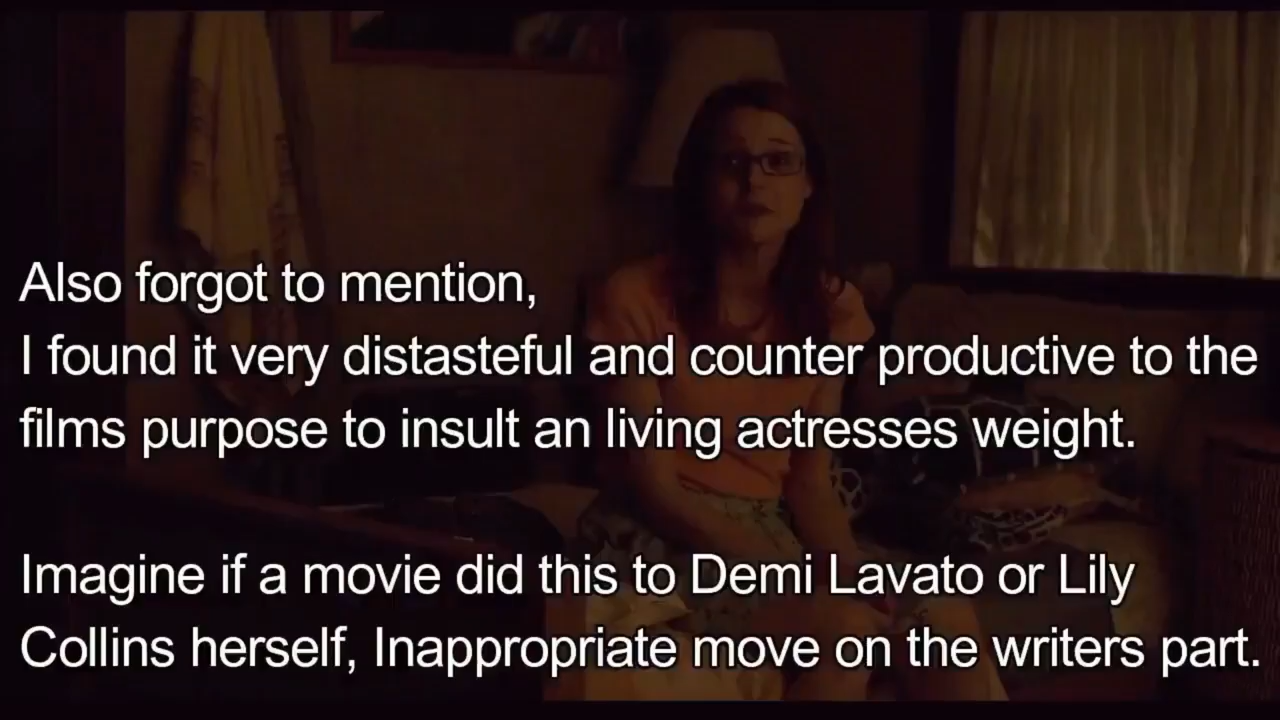 Also forgot to mention,
I found it very distasteful and counter productive to the
films purpose to insult an living actresses weight.
Imagine if a movie did this to Demi Lavato or Lily
Collins herself, Inappropriate move on the writers part.